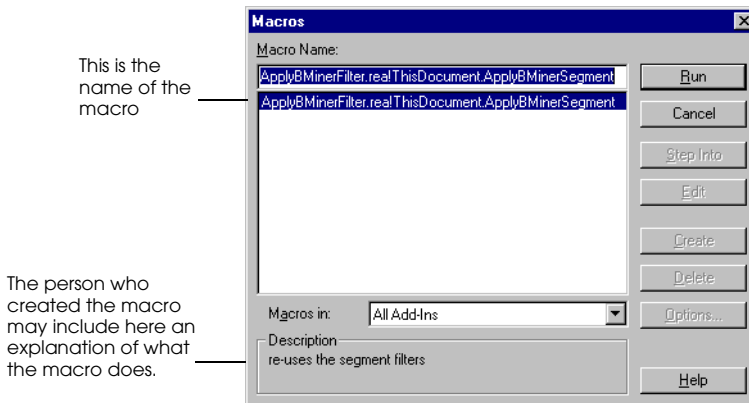 Macros
Macro Name:
This is the
name of the
macro
ApplyBMinerFilter.rea!ThisDocument.ApplyBMinerSegment
ApplyBMinerFilter.rea!ThisDocument.ApplyBMinerSegment
Run
Cancel
Step Into
Edit
Create
Delete
Options...
The person who
created the macro
may include here an
explanation of what
the macro does.
Macros in:
All Add-Ins
Description
re-uses the segment filters
Help